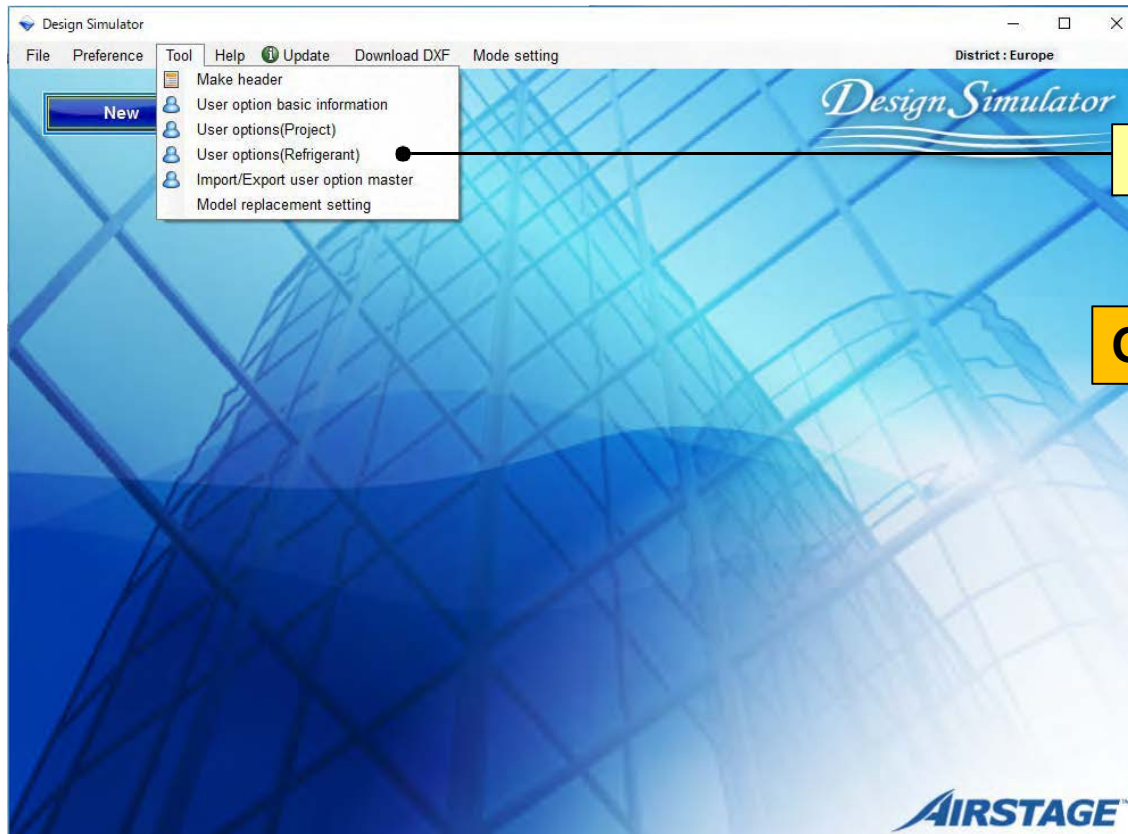 Design Simulator
File Preference Tool Help Update Download DXF Mode setting District : Europe
Make header
New
User option basic information
Design Simulator
User options(Project)
User options(Refrigerant)
Import/Export user option master
Model replacement setting
AIRSTAGE